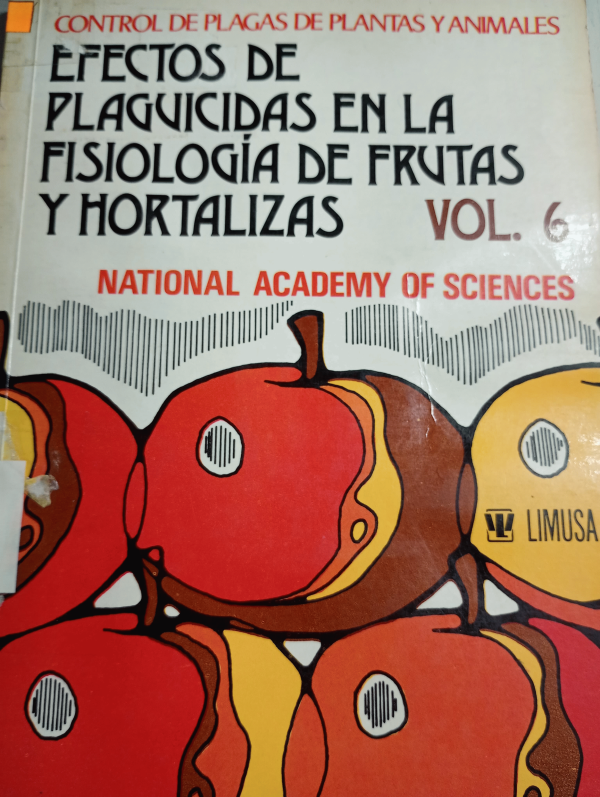 CONTROL DE PLAGAS DE PLANTAS Y ANIMALES
EFECTOS DE
PLAGUICIDAS EN LA
FISIOLOGÍA DE FRUTAS
Y HORTALIZAS VOL. 6
NATIONAL ACADEMY OF SCIENCES
LIMUSA